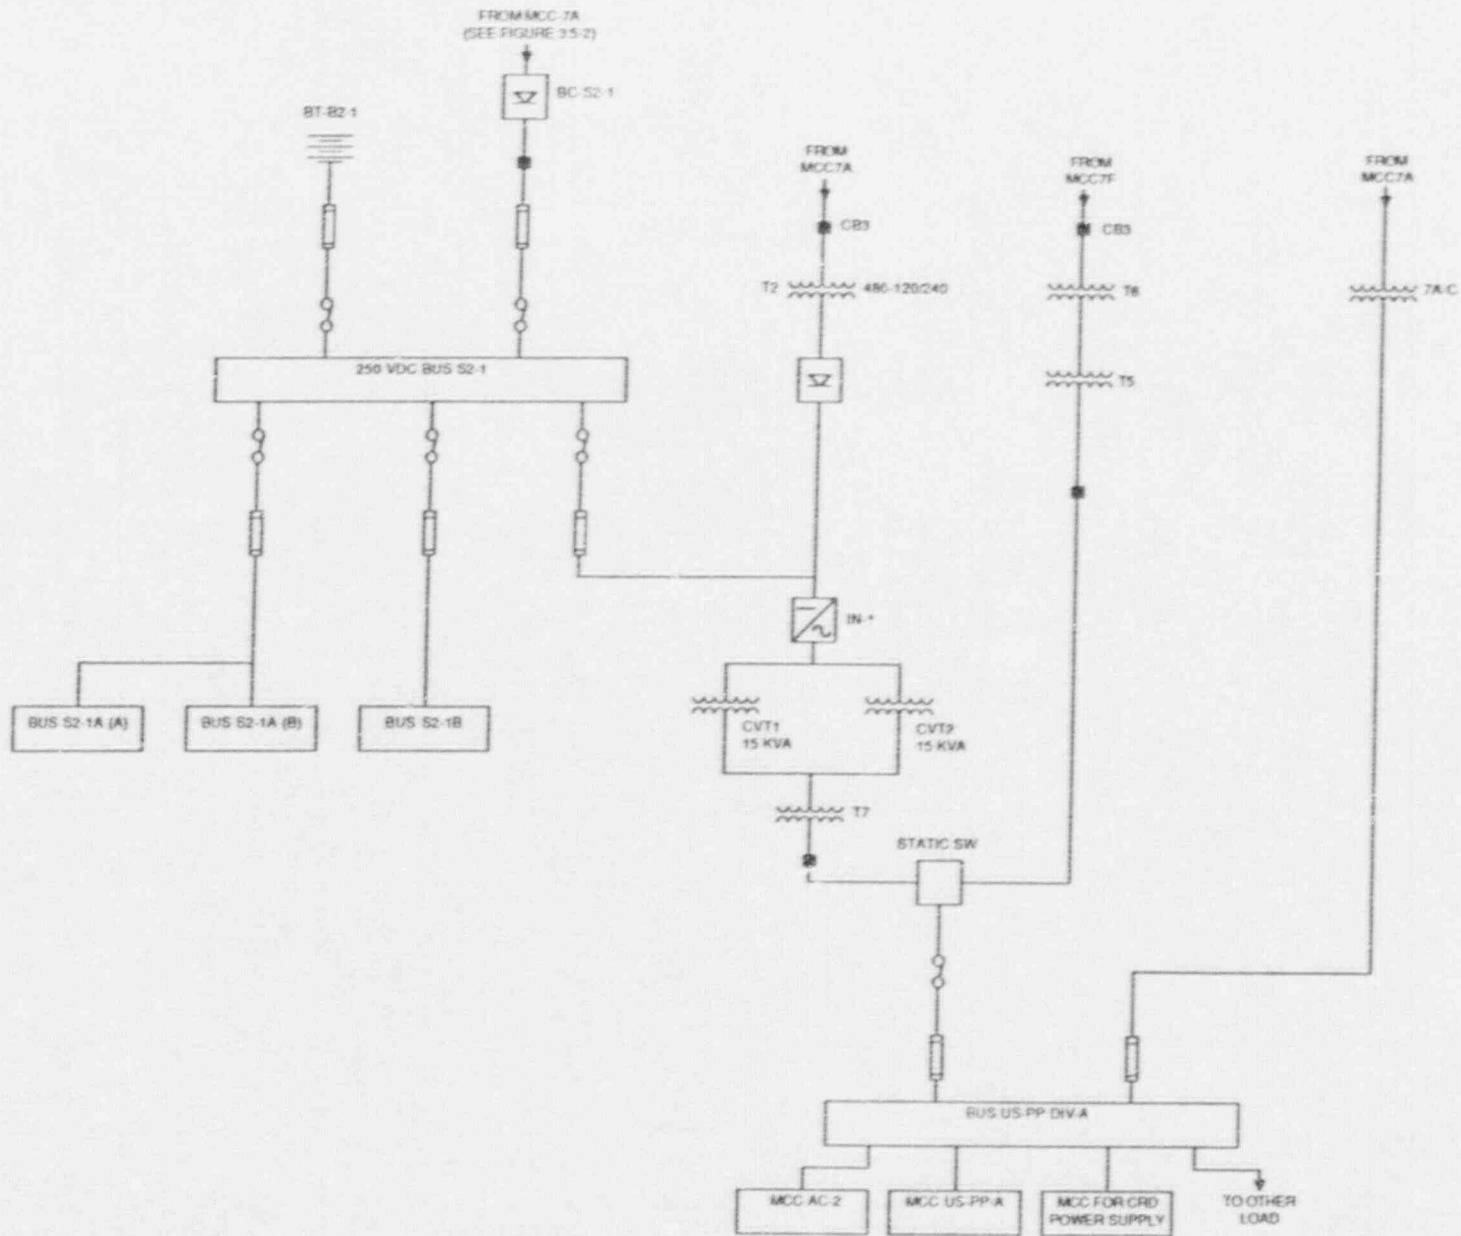 FROM MCC-7A
(SEE FIGURE 3.5-2)
BC-S2-1
BT-B2-1
FROM
MCC7A
FROM
MCC7F
FROM
MCC7A
CB3
CB3
T2
480-120/240
T6
7A-C
250 VDC BUS S2-1
T5
IN-*
BUS S2-1A (A)
BUS S2-1A (B)
BUS S2-1B
CVT1
15 KVA
CVT2
15 KVA
T7
STATIC SW
BUS US-PP DIV-A
MCC AC-2
MCC US-PP-A
MCC FOR CRD
POWER SUPPLY
TO OTHER
LOAD